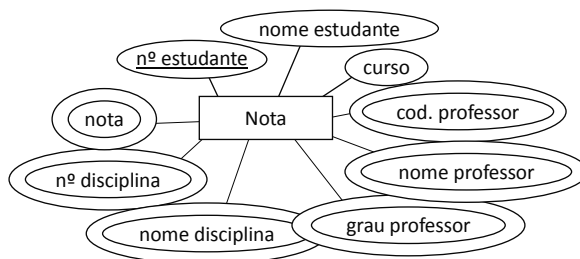 nome estudante
nº estudante
curso
nota
Nota
cod. professor
nº disciplina
nome professor
nome disciplina
grau professor